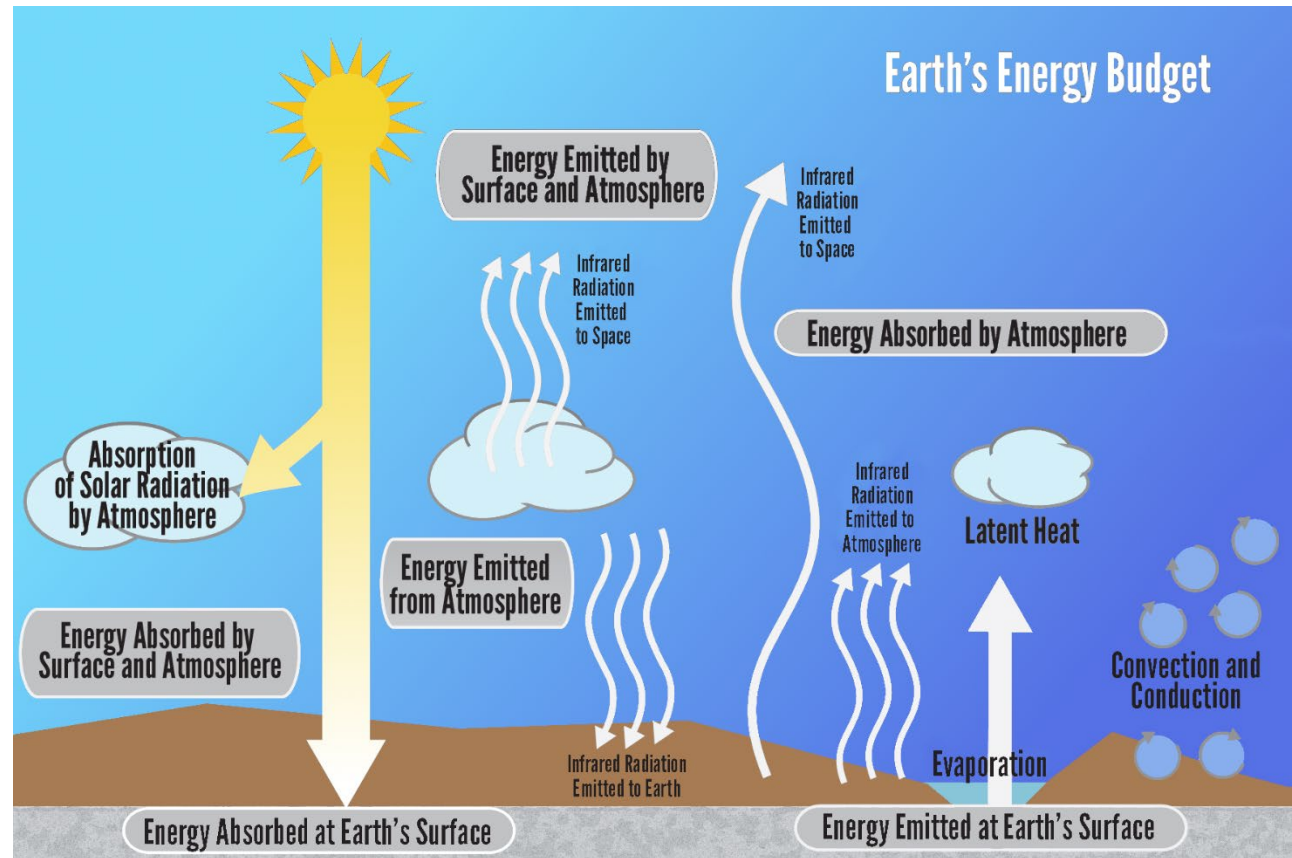 Earth's Energy Budget
Energy Emitted by
Surface and Atmosphere
Infrared
Radiation
Emitted
to Space
Infrared
Radiation
Emitted
to Space
Energy Absorbed by Atmosphere
Absorption
of Solar Radiation
by Atmosphere
Infrared
Radiation
Emitted to
Atmosphere
Latent Heat
Energy Emitted
from Atmosphere
Energy Absorbed by
Surface and Atmosphere
Convection and
Conduction
Infrared Radiation
Emitted to Earth
Evaporation
Energy Absorbed at Earth's Surface
Energy Emitted at Earth's Surface